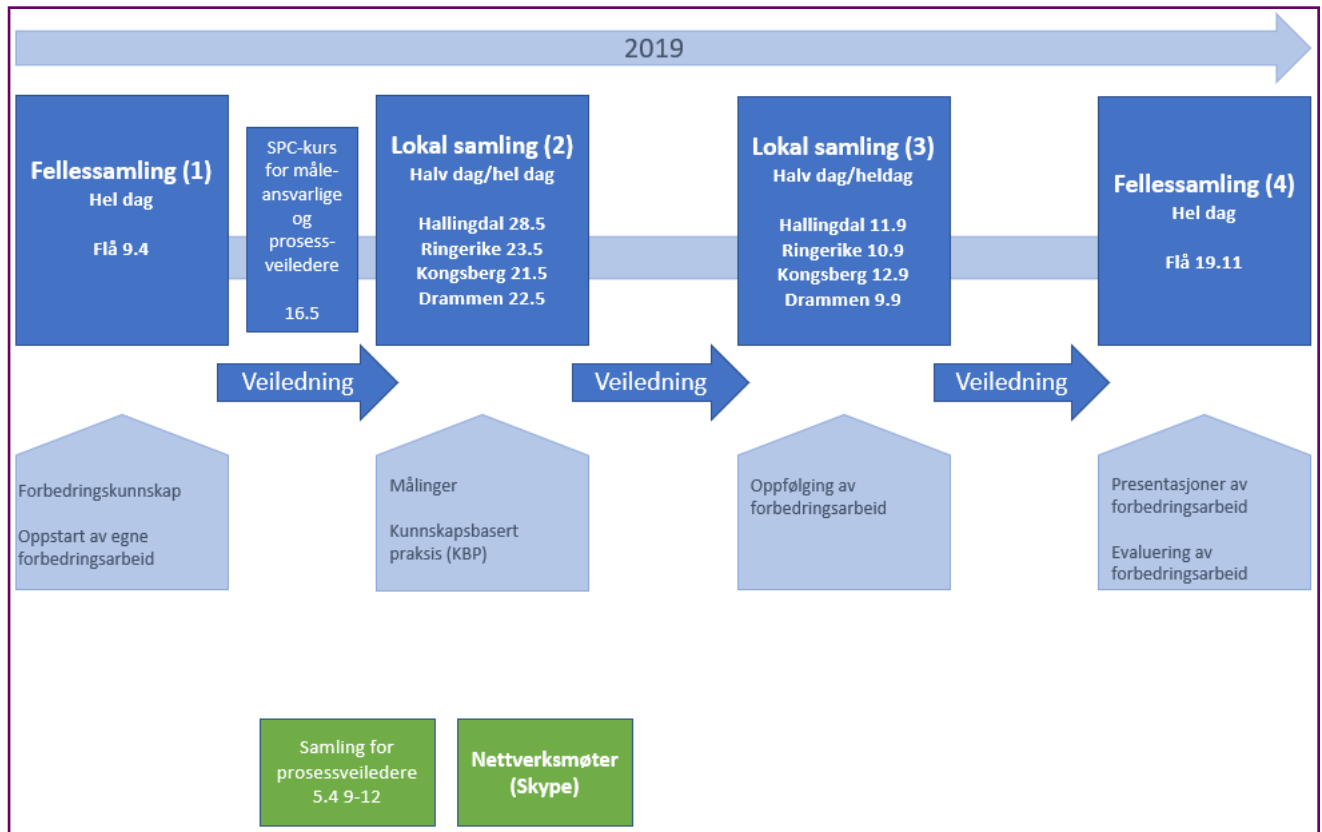 2019
Fellessamling (1)
Hel dag
Flå 9.4
SPC-kurs
for måle-
ansvarlige
og
prosess-
veiledere
16.5
Lokal samling (2)
Halv dag/hel dag
Hallingdal 28.5
Ringerike 23.5
Kongsberg 21.5
Drammen 22.5
Lokal samling (3)
Halv dag/heldag
Hallingdal 11.9
Ringerike 10.9
Kongsberg 12.9
Drammen 9.9
Fellessamling (4)
Hel dag
Flå 19.11
Veiledning
Veiledning
Veiledning
Forbedringskunnskap
Oppstart av egne
forbedringsarbeid
Målinger
Kunnskapsbasert
praksis (KBP)
Oppfølging av
forbedringsarbeid
Presentasjoner av
forbedringsarbeid
Evaluering av
forbedringsarbeid
Samling for
prosessveiledere
5.4 9-12
Nettverksmøter
(Skype)